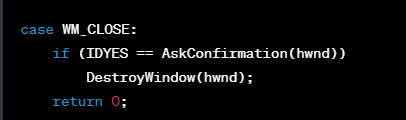 case WM_CLOSE:
    if (IDYES == AskConfirmation(hwnd))
        DestroyWindow(hwnd);
    return 0;